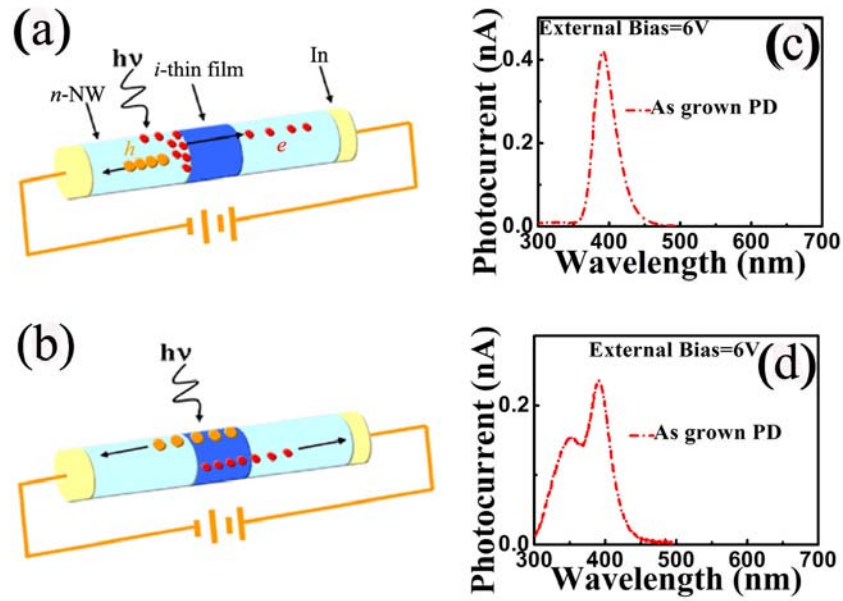 (a)
hν
i-thin film
In
n-NW
h
e
(c)
External Bias=6V
As grown PD
Photocurrent (nA)
0.4
0.2
0.0
300 400 500 600 700
Wavelength (nm)
(b)
hν
(d)
External Bias=6V
As grown PD
Photocurrent (nA)
0.2
0.0
300 400 500 600 700
Wavelength (nm)